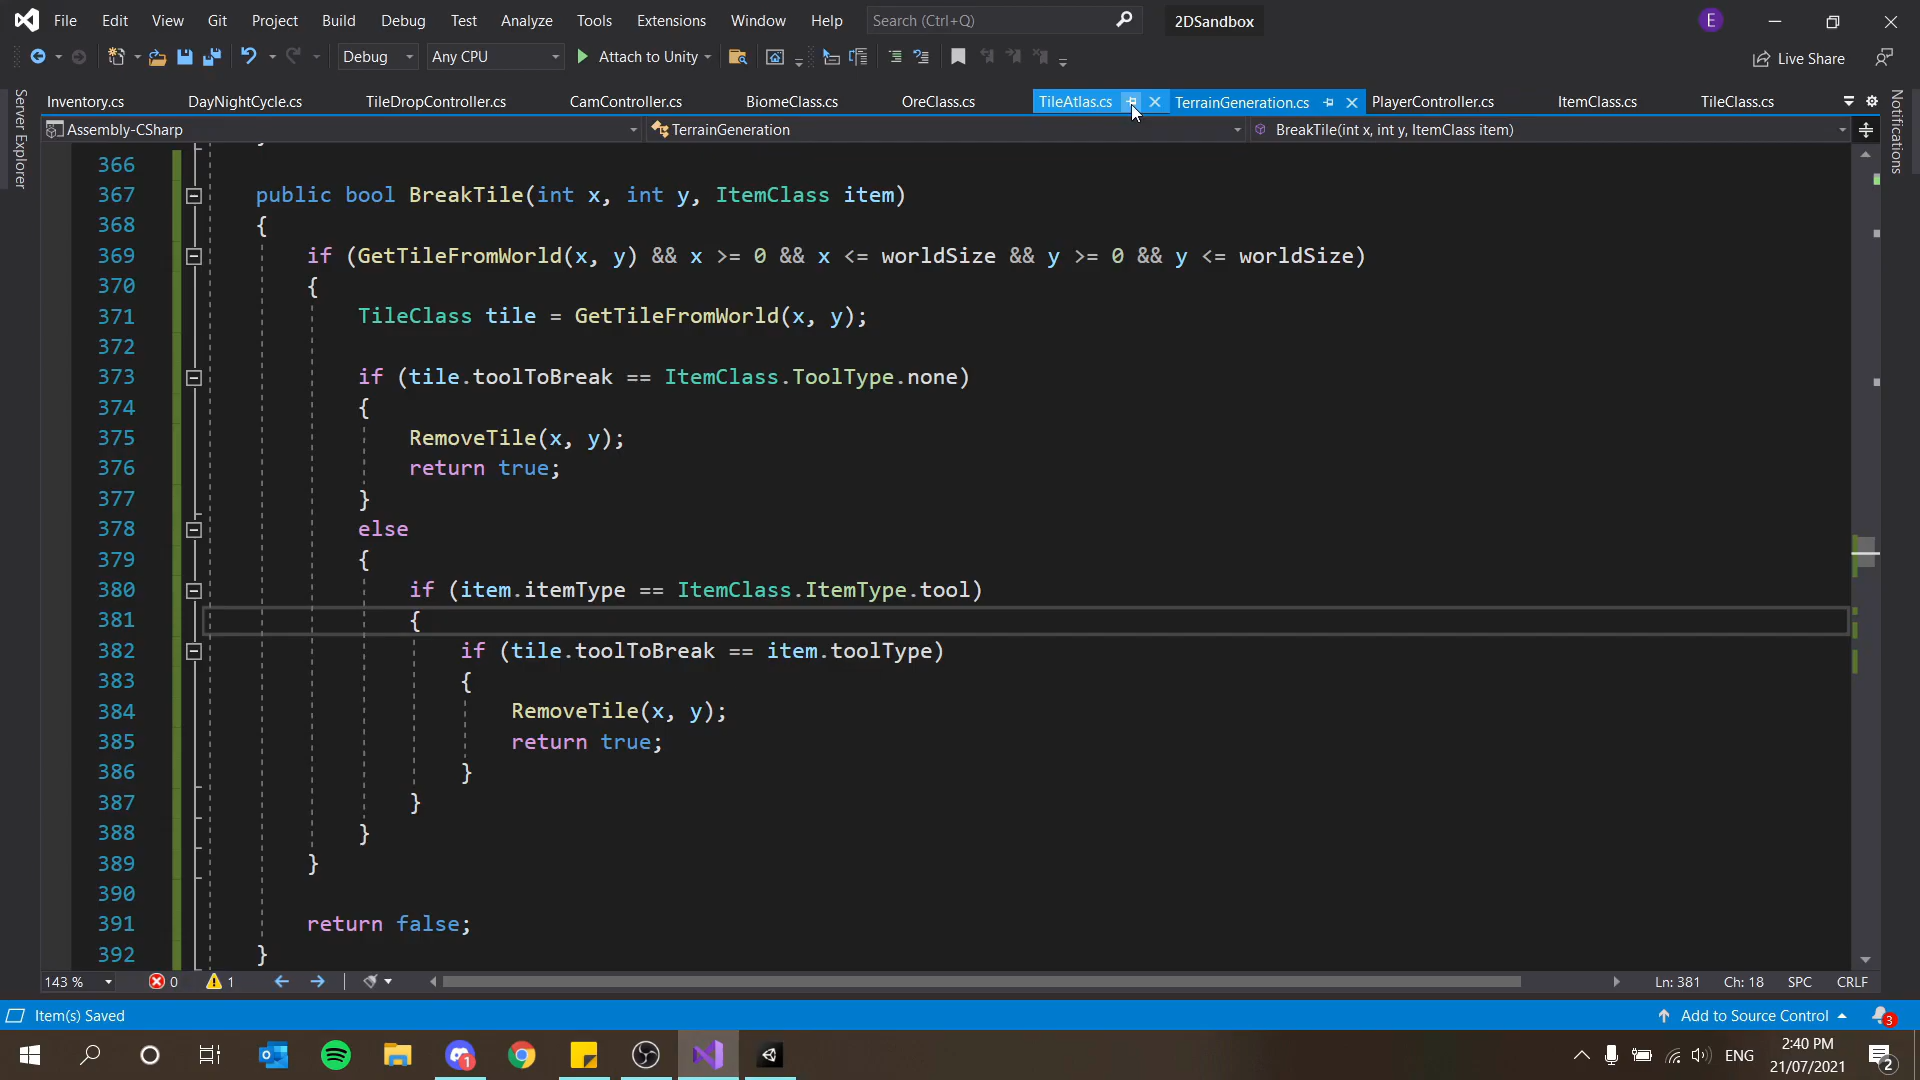 File Edit View Git Project Build Debug Test Analyze Tools Extensions Window Help Search (Ctrl+Q) 2DSandbox E
Debug Any CPU Attach to Unity Live Share
Server Explorer
Inventory.cs DayNightCycle.cs TileDropController.cs CamController.cs BiomeClass.cs OreClass.cs TileAtlas.cs TerrainGeneration.cs PlayerController.cs ItemClass.cs TileClass.cs
Notifications
Assembly-CSharp TerrainGeneration BreakTile(int x, int y, ItemClass item)
366
367 public bool BreakTile(int x, int y, ItemClass item)
368 {
369 if (GetTileFromWorld(x, y) && x >= 0 && x <= worldSize && y >= 0 && y <= worldSize)
370 {
371 TileClass tile = GetTileFromWorld(x, y);
372
373 if (tile.toolToBreak == ItemClass.ToolType.none)
374 {
375 RemoveTile(x, y);
376 return true;
377 }
378 else
379 {
380 if (item.itemType == ItemClass.ItemType.tool)
381 {
382 if (tile.toolToBreak == item.toolType)
383 {
384 RemoveTile(x, y);
385 return true;
386 }
387 }
388 }
389 }
390
391 return false;
392 }
143 % 0 1 Ln: 381 Ch: 18 SPC CRLF
Item(s) Saved Add to Source Control 3
1 ENG 2:40 PM 2
21/07/2021